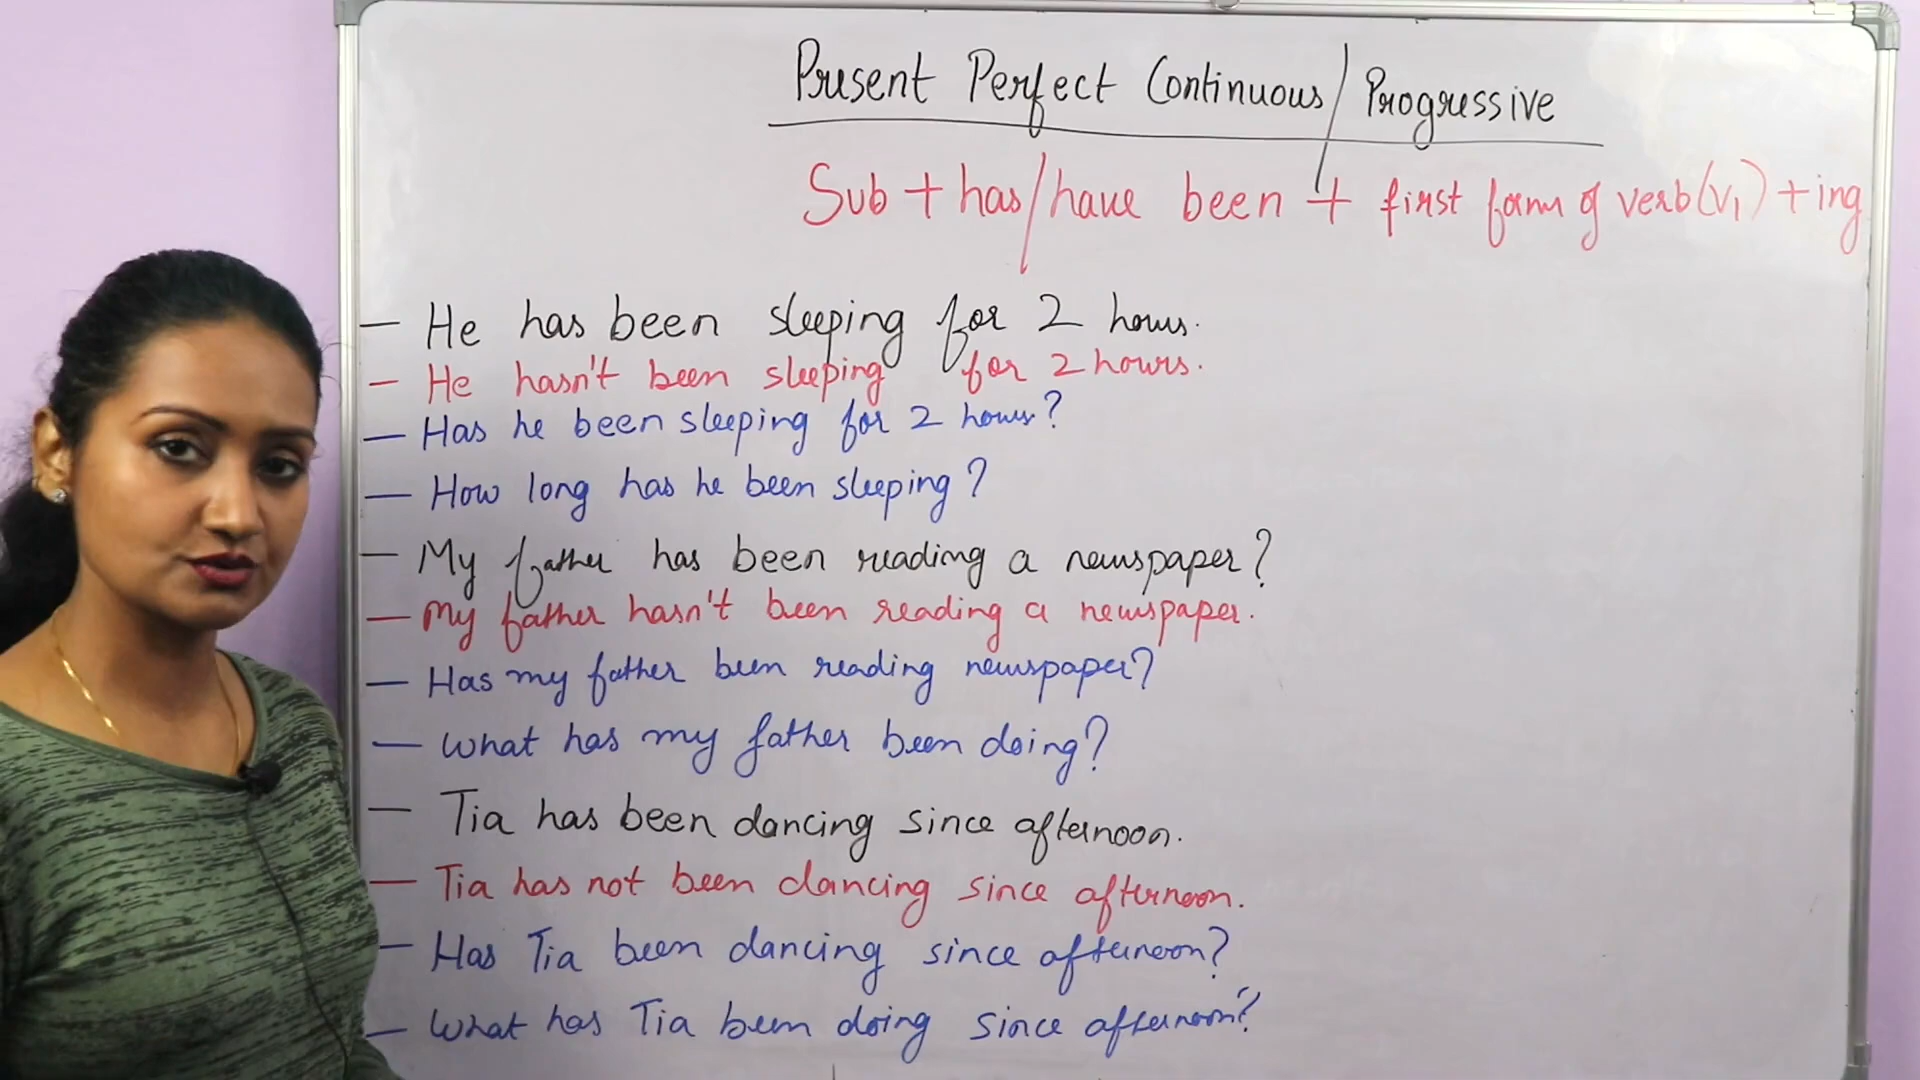 Present Perfect Continuous/Progressive
Sub + has/have been + first form of verb(V1) + ing
– He has been sleeping for 2 hours.
– He hasn't been sleeping for 2 hours.
– Has he been sleeping for 2 hours?
– How long has he been sleeping?
– My father has been reading a newspaper?
– My father hasn't been reading a newspaper.
– Has my father been reading newspaper?
– What has my father been doing?
– Tia has been dancing since afternoon.
– Tia has not been dancing since afternoon.
– Has Tia been dancing since afternoon?
– What has Tia been doing since afternoon?